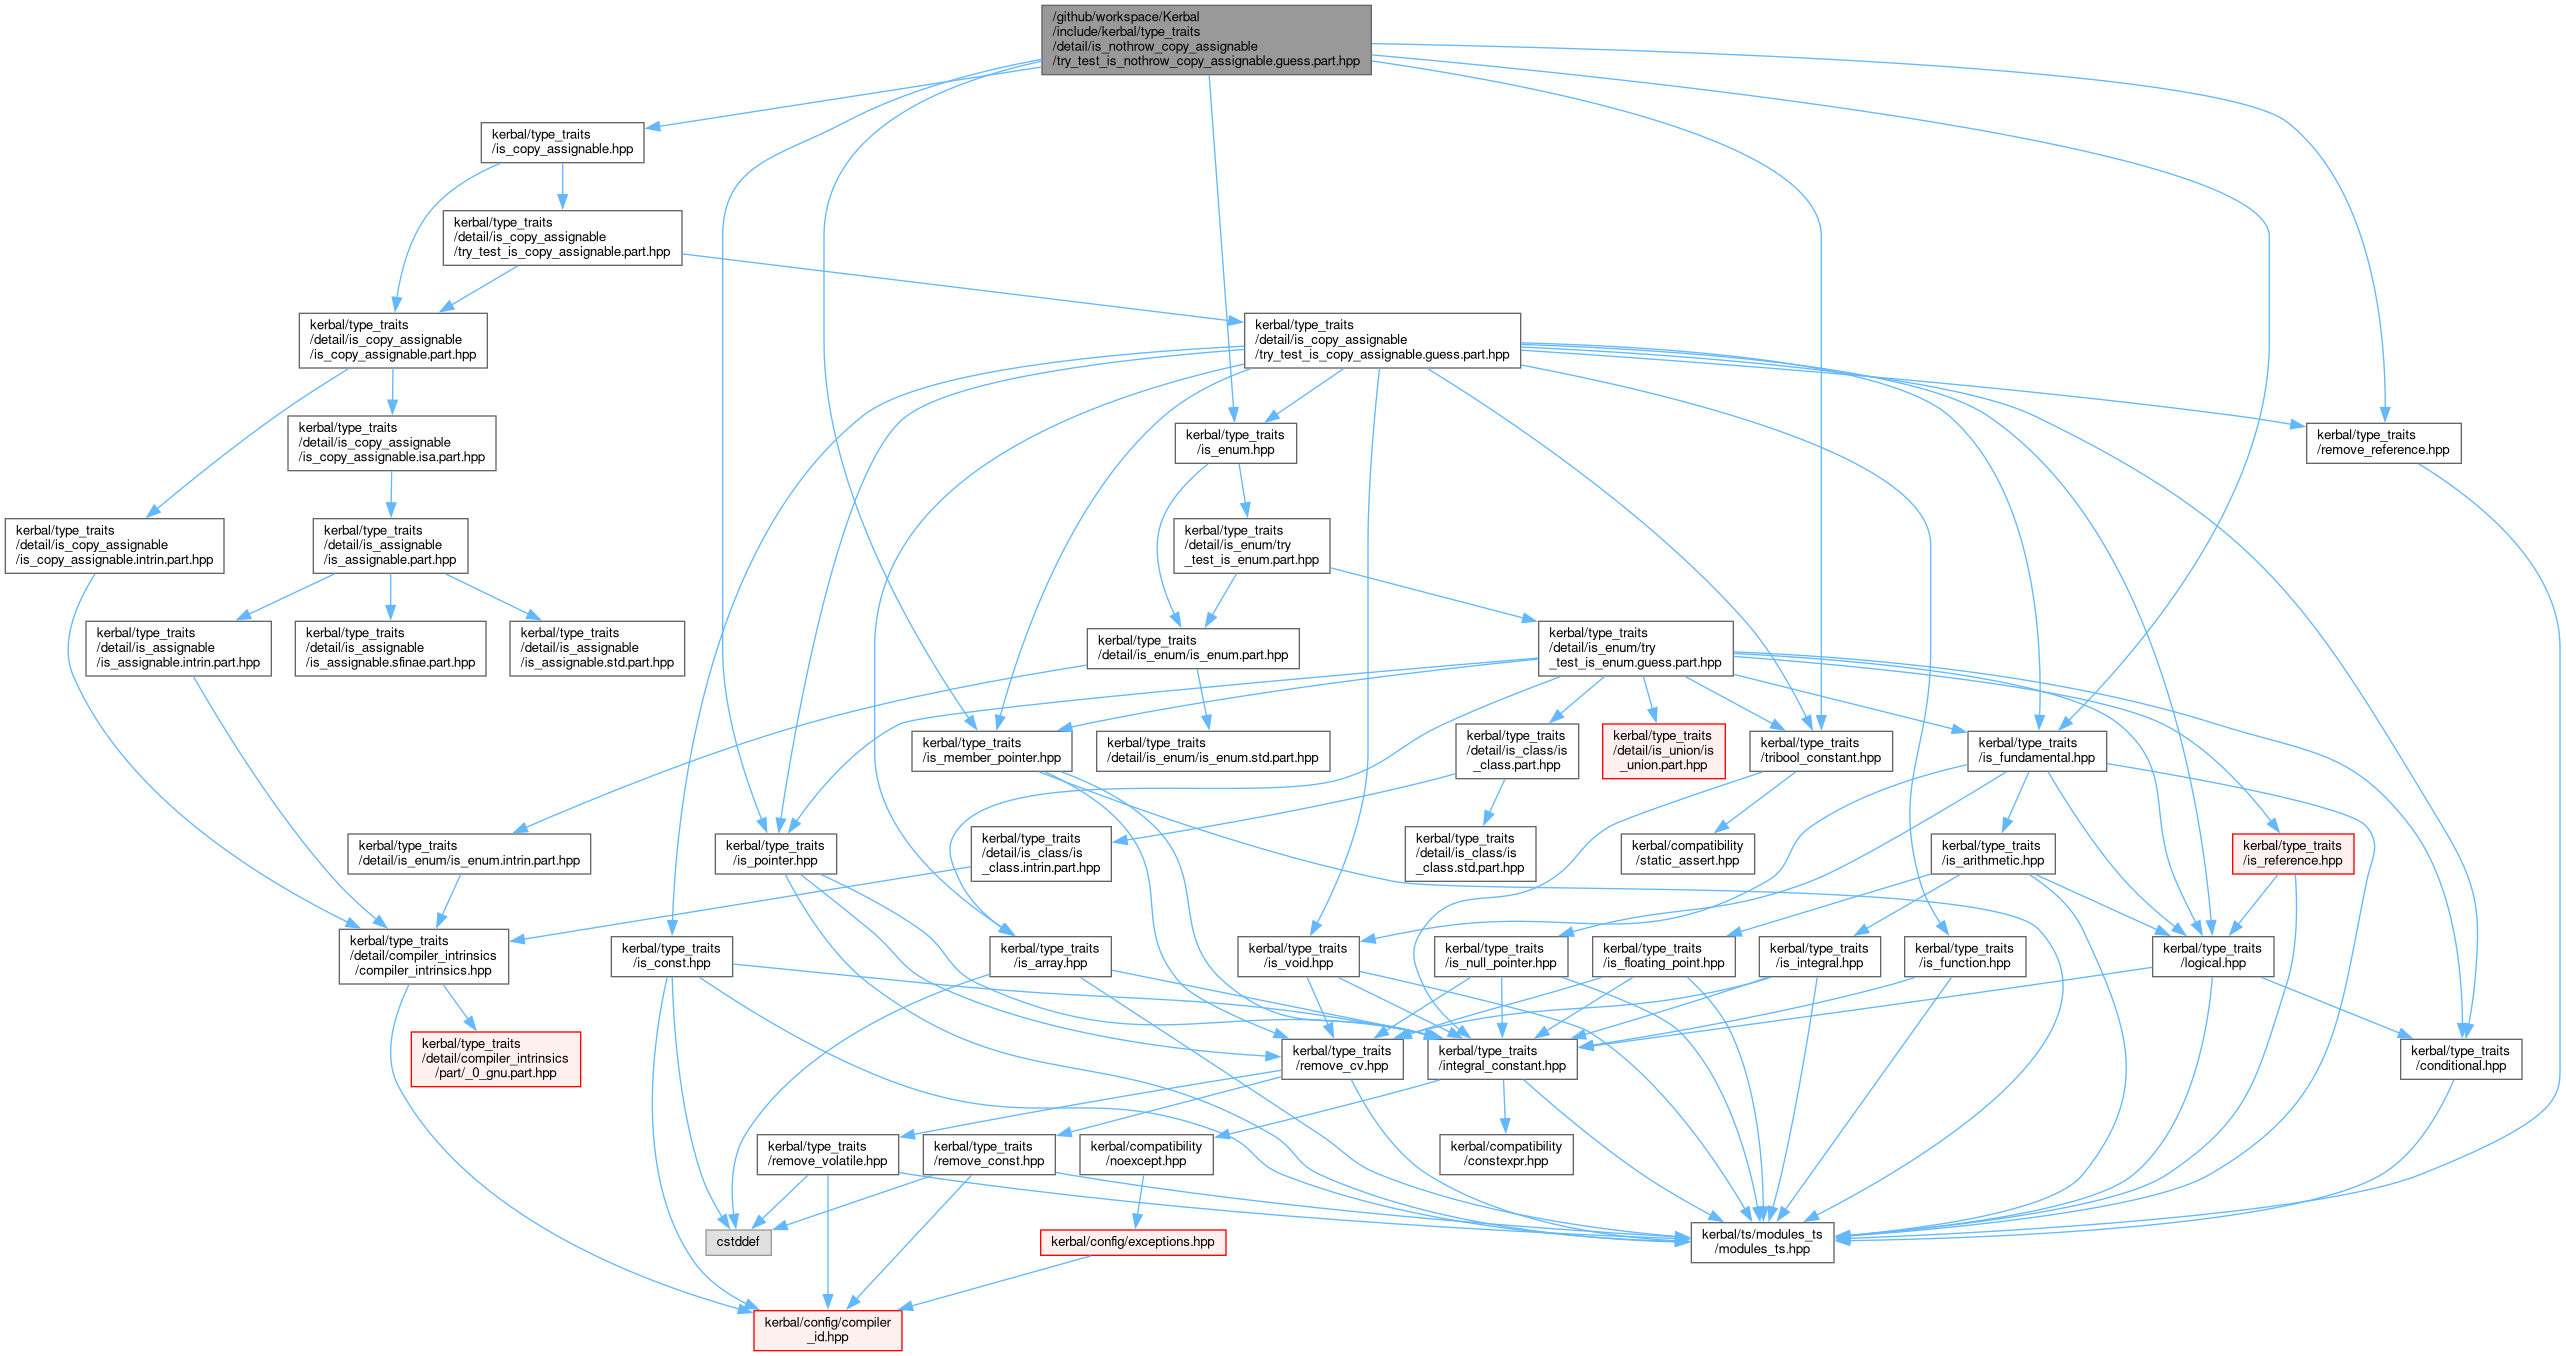 /github/workspace/Kerbal
/include/kerbal/type_traits
/detail/is_nothrow_copy_assignable
/try_test_is_nothrow_copy_assignable.guess.part.hpp
kerbal/type_traits
/is_copy_assignable.hpp
kerbal/type_traits
/detail/is_copy_assignable
/try_test_is_copy_assignable.part.hpp
kerbal/type_traits
/detail/is_copy_assignable
/is_copy_assignable.part.hpp
kerbal/type_traits
/detail/is_copy_assignable
/try_test_is_copy_assignable.guess.part.hpp
kerbal/type_traits
/detail/is_copy_assignable
/is_copy_assignable.isa.part.hpp
kerbal/type_traits
/is_enum.hpp
kerbal/type_traits
/remove_reference.hpp
kerbal/type_traits
/detail/is_copy_assignable
/is_copy_assignable.intrin.part.hpp
kerbal/type_traits
/detail/is_assignable
/is_assignable.part.hpp
kerbal/type_traits
/detail/is_enum/try
_test_is_enum.part.hpp
kerbal/type_traits
/detail/is_assignable
/is_assignable.intrin.part.hpp
kerbal/type_traits
/detail/is_assignable
/is_assignable.sfinae.part.hpp
kerbal/type_traits
/detail/is_assignable
/is_assignable.std.part.hpp
kerbal/type_traits
/detail/is_enum/is_enum.part.hpp
kerbal/type_traits
/detail/is_enum/try
_test_is_enum.guess.part.hpp
kerbal/type_traits
/is_member_pointer.hpp
kerbal/type_traits
/detail/is_enum/is_enum.std.part.hpp
kerbal/type_traits
/detail/is_class/is
_class.part.hpp
kerbal/type_traits
/detail/is_union/is
_union.part.hpp
kerbal/type_traits
/tribool_constant.hpp
kerbal/type_traits
/is_fundamental.hpp
kerbal/type_traits
/detail/is_enum/is_enum.intrin.part.hpp
kerbal/type_traits
/is_pointer.hpp
kerbal/type_traits
/detail/is_class/is
_class.intrin.part.hpp
kerbal/type_traits
/detail/is_class/is
_class.std.part.hpp
kerbal/compatibility
/static_assert.hpp
kerbal/type_traits
/is_arithmetic.hpp
kerbal/type_traits
/is_reference.hpp
kerbal/type_traits
/detail/compiler_intrinsics
/compiler_intrinsics.hpp
kerbal/type_traits
/is_const.hpp
kerbal/type_traits
/is_array.hpp
kerbal/type_traits
/is_void.hpp
kerbal/type_traits
/is_null_pointer.hpp
kerbal/type_traits
/is_floating_point.hpp
kerbal/type_traits
/is_integral.hpp
kerbal/type_traits
/is_function.hpp
kerbal/type_traits
/logical.hpp
kerbal/type_traits
/detail/compiler_intrinsics
/part/_0_gnu.part.hpp
kerbal/type_traits
/remove_cv.hpp
kerbal/type_traits
/integral_constant.hpp
kerbal/type_traits
/conditional.hpp
kerbal/type_traits
/remove_volatile.hpp
kerbal/type_traits
/remove_const.hpp
kerbal/compatibility
/noexcept.hpp
kerbal/compatibility
/constexpr.hpp
cstddef
kerbal/config/exceptions.hpp
kerbal/ts/modules_ts
/modules_ts.hpp
kerbal/config/compiler
_id.hpp